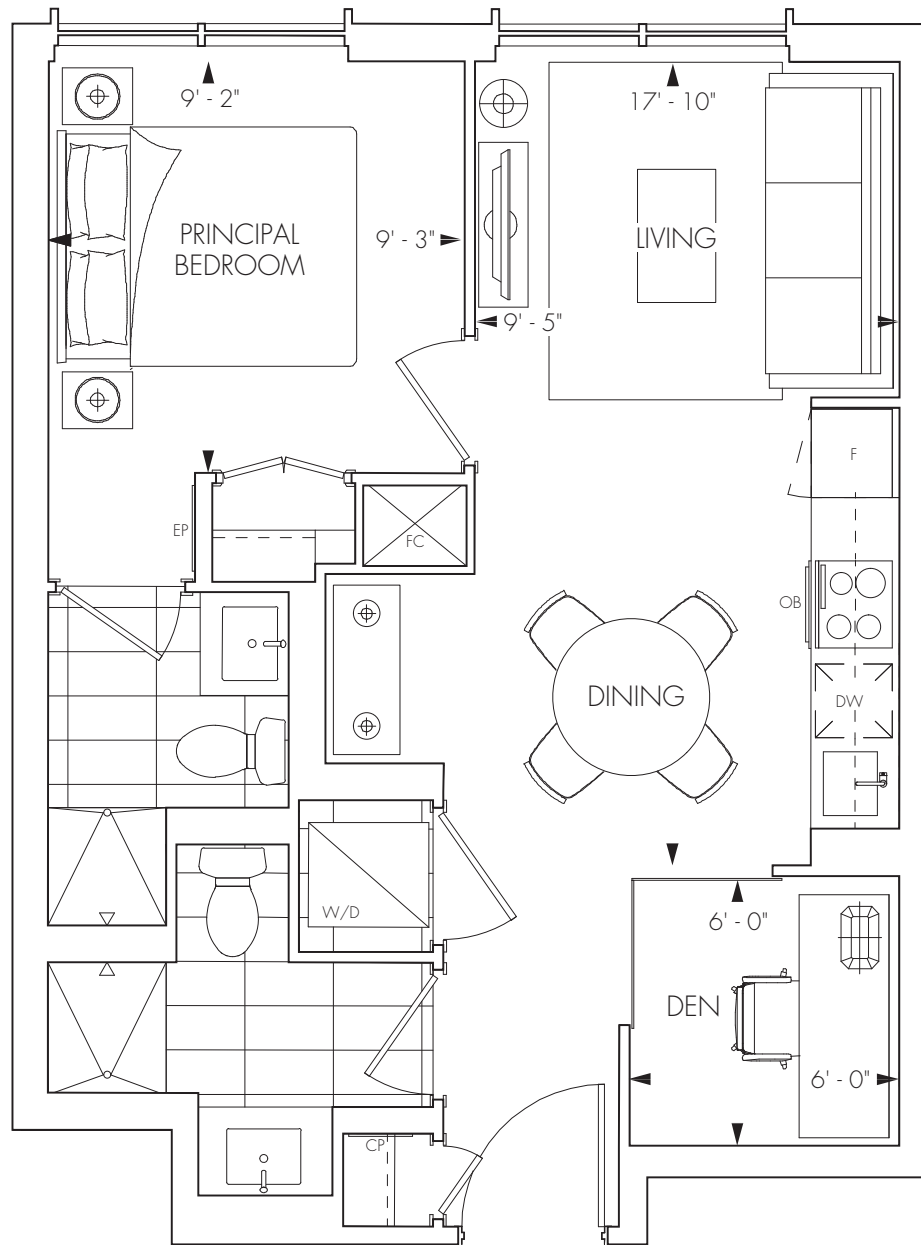 9' - 2"
17' - 10"
PRINCIPAL
BEDROOM
9' - 3"
LIVING
9' - 5"
F
EP
FC
OB
DINING
DW
W/D
6' - 0"
DEN
6' - 0"
CP